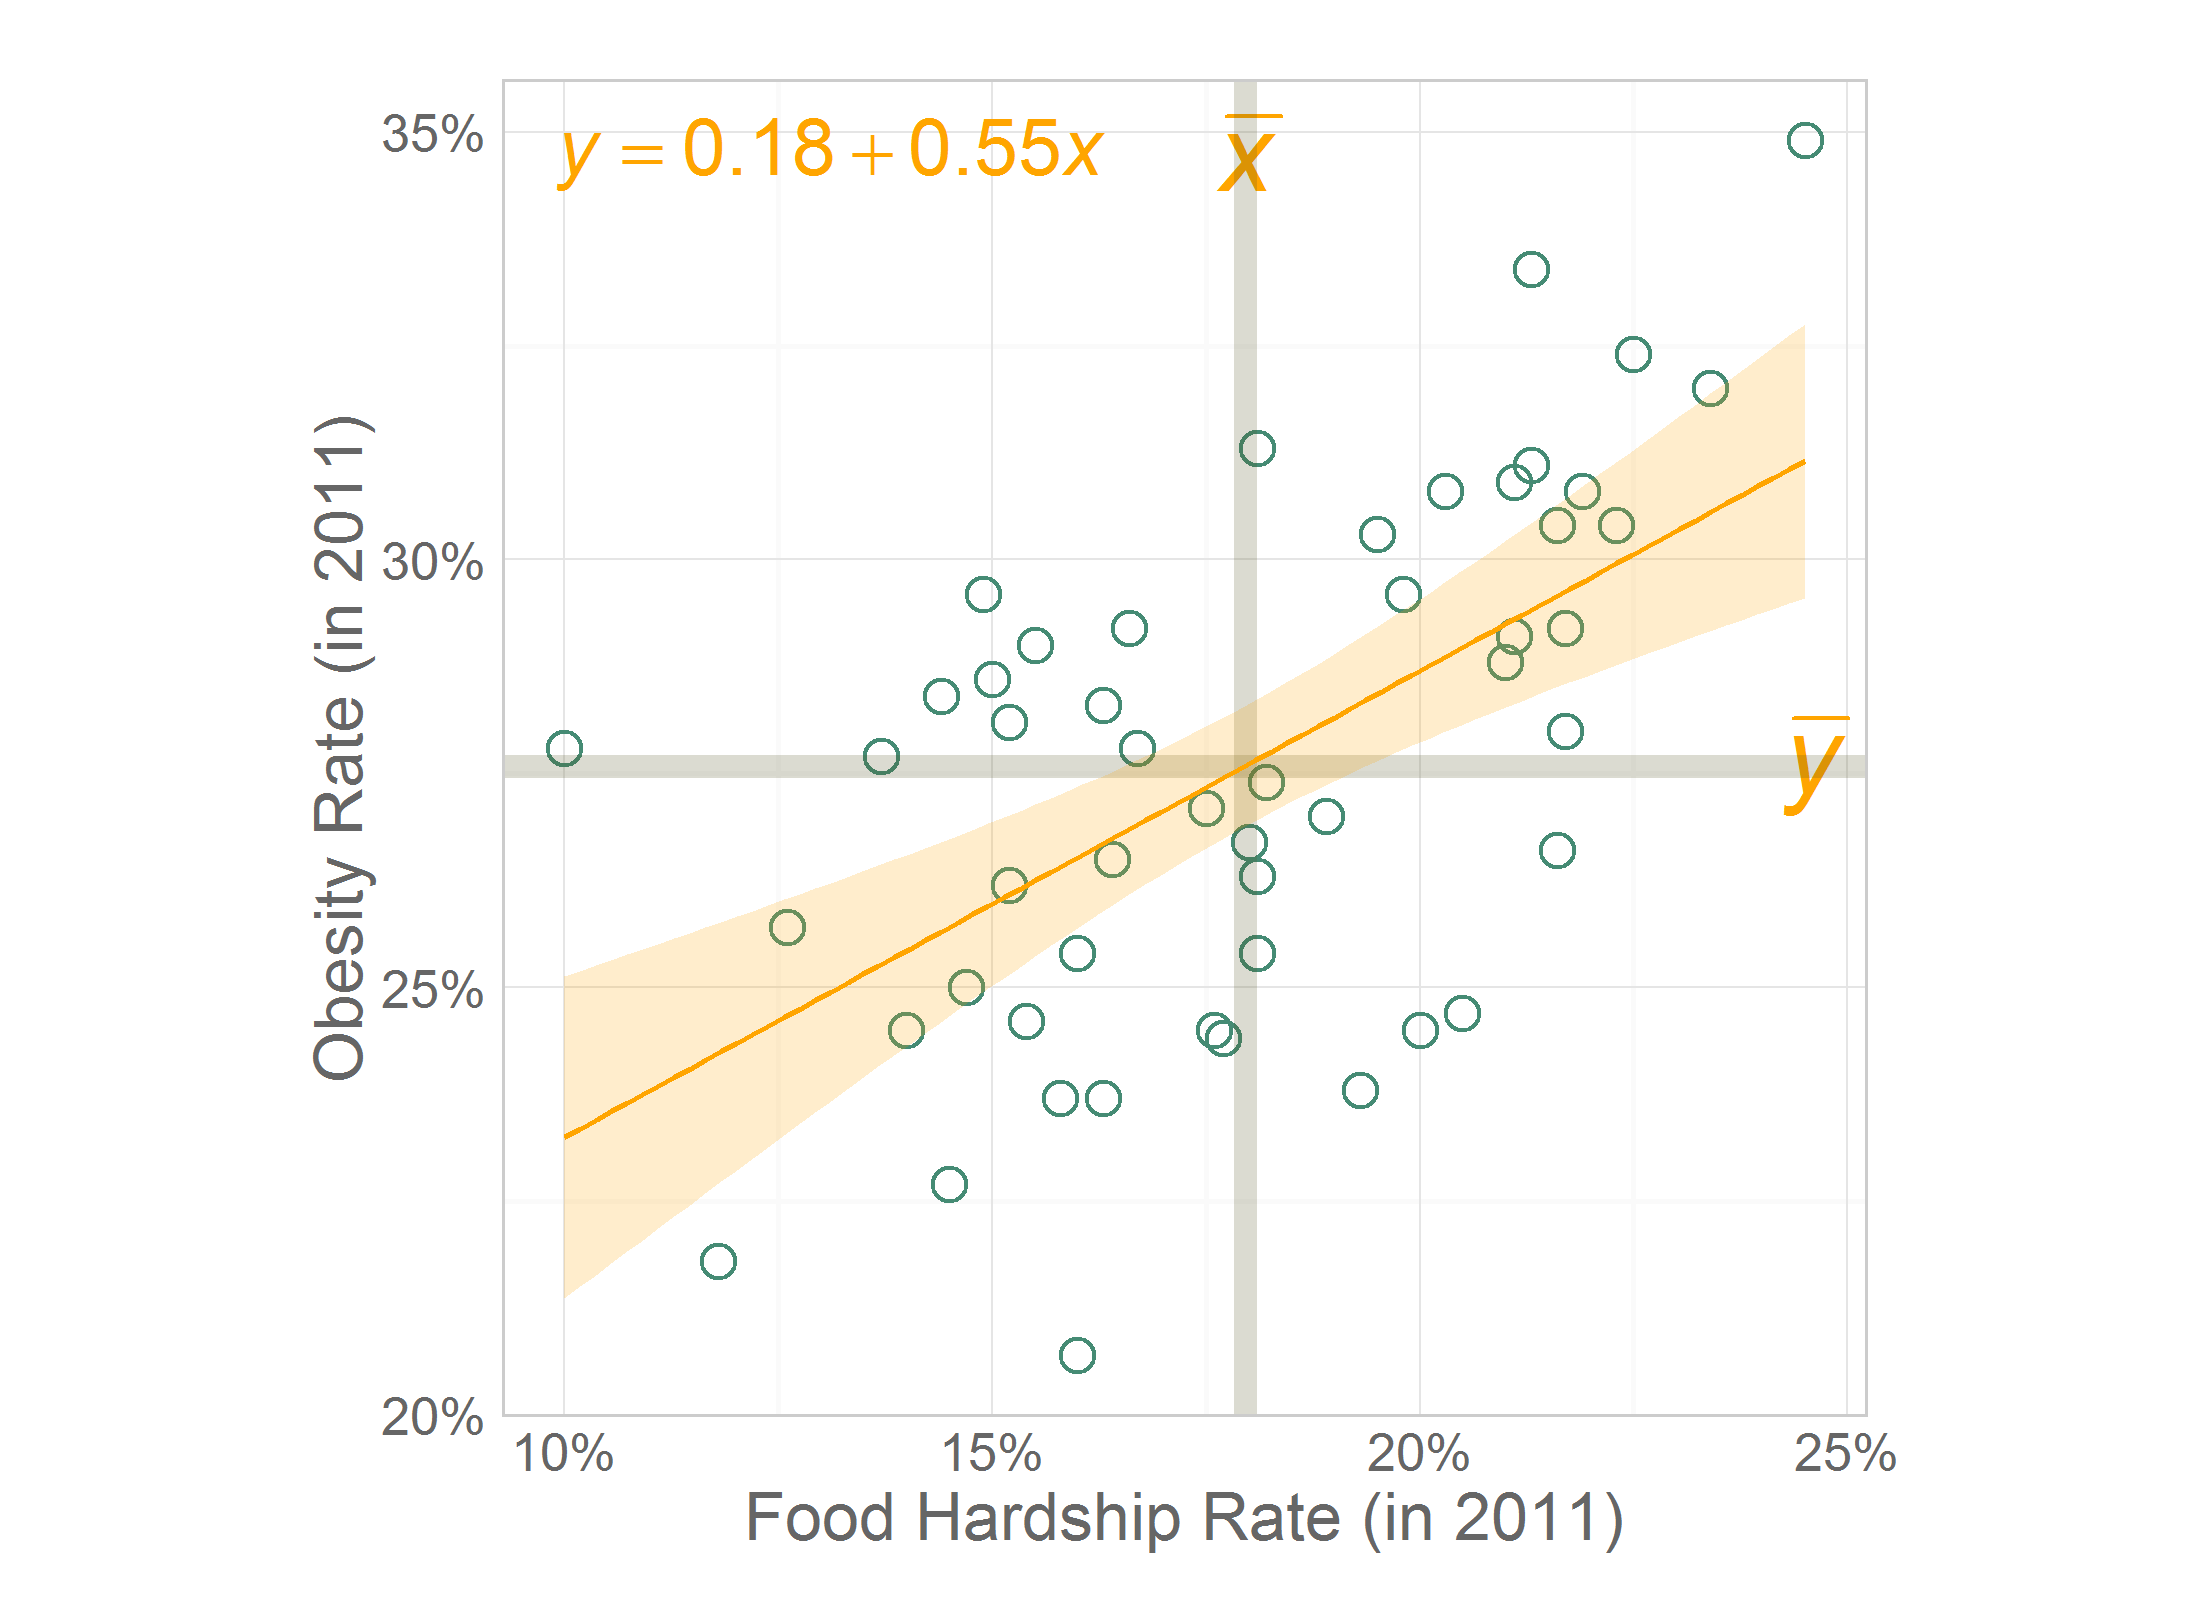 y = 0.18 + 0.55x
x̅
y̅
35%
30%
25%
20%
Obesity Rate (in 2011)
10% 15% 20% 25%
Food Hardship Rate (in 2011)